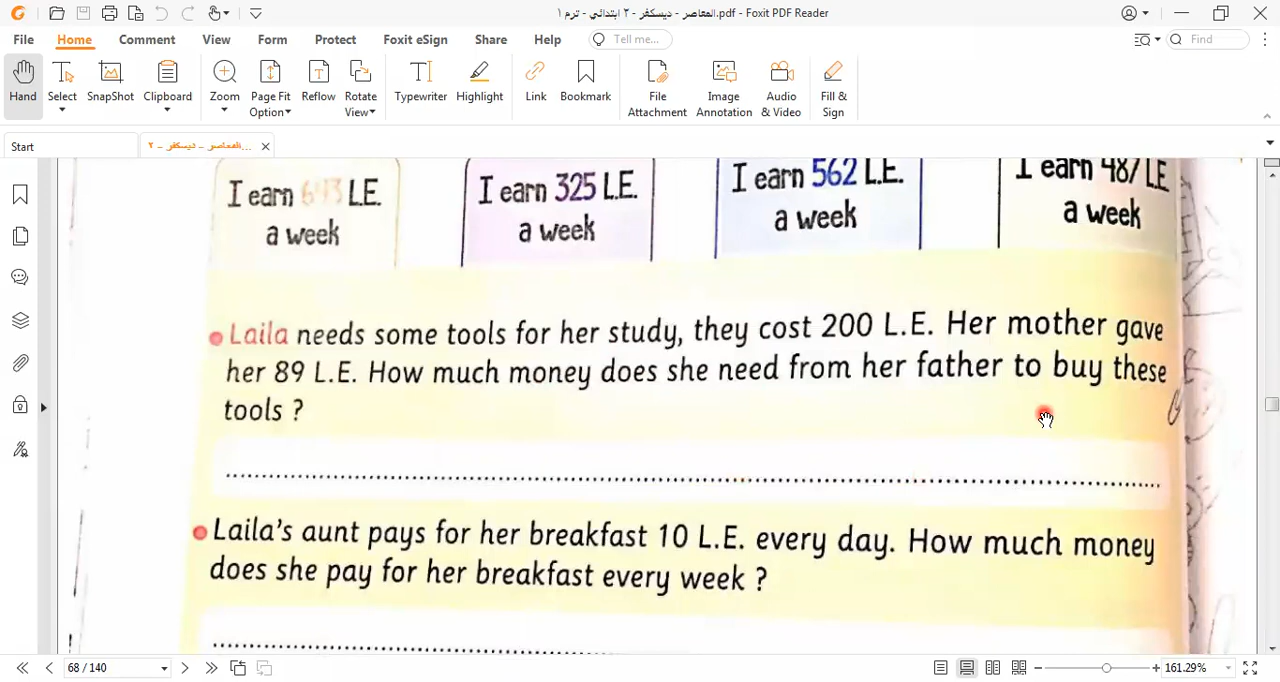 المعاصر - ديسكفر - ٢ ابتدائي - ترم ١.pdf - Foxit PDF Reader
File Home Comment View Form Protect Foxit eSign Share Help Tell me... Find
Hand Select SnapShot Clipboard Zoom Page Fit Option Reflow Rotate View Typewriter Highlight Link Bookmark File Attachment Image Annotation Audio & Video Fill & Sign
Start المعاصر - ديسكفر - ٢...
I earn L.E.
a week
I earn 325 L.E.
a week
I earn 562 L.E.
a week
I earn 487 L.E
a week
Laila needs some tools for her study, they cost 200 L.E. Her mother gave
her 89 L.E. How much money does she need from her father to buy these
tools ?
Laila's aunt pays for her breakfast 10 L.E. every day. How much money
does she pay for her breakfast every week ?
68 / 140
161.29%